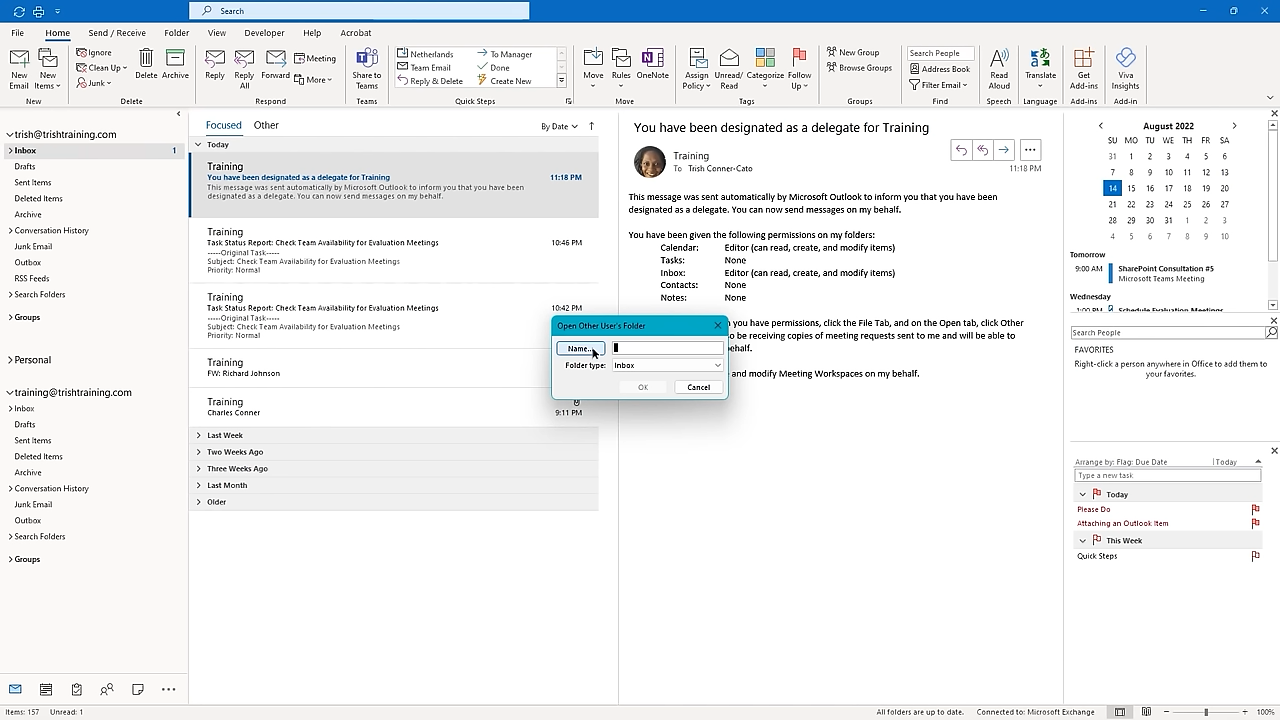 Search
File Home Send / Receive Folder View Developer Help Acrobat
New Email
New Items
New
Ignore
Clean Up
Junk
Delete
Archive
Delete
Reply
Reply All
Forward
Meeting
More
Respond
Share to Teams
Teams
Netherlands
To Manager
Team Email
Done
Reply & Delete
Create New
Quick Steps
Move
Rules
OneNote
Move
Assign Policy
Unread/ Read
Categorize
Follow Up
Tags
New Group
Browse Groups
Groups
Search People
Address Book
Filter Email
Find
Read Aloud
Speech
Translate
Language
Get Add-ins
Add-ins
Viva Insights
Add-in
trish@trishtraining.com
Inbox 1
Drafts
Sent Items
Deleted Items
Archive
Conversation History
Junk Email
Outbox
RSS Feeds
Search Folders
Groups
Personal
training@trishtraining.com
Inbox
Drafts
Sent Items
Deleted Items
Archive
Conversation History
Junk Email
Outbox
Search Folders
Groups
Focused Other By Date
Today
Training
You have been designated as a delegate for Training 11:18 PM
This message was sent automatically by Microsoft Outlook to inform you that you have been
designated as a delegate. You can now send messages on my behalf.
Training
Task Status Report: Check Team Availability for Evaluation Meetings 10:46 PM
-----Original Task-----
Subject: Check Team Availability for Evaluation Meetings
Priority: Normal
Training
Task Status Report: Check Team Availability for Evaluation Meetings 10:42 PM
-----Original Task-----
Subject: Check Team Availability for Evaluation Meetings
Priority: Normal
Training
FW: Richard Johnson
Training
Charles Conner 9:11 PM
Last Week
Two Weeks Ago
Three Weeks Ago
Last Month
Older
You have been designated as a delegate for Training
Training
To Trish Conner-Cato
11:18 PM
This message was sent automatically by Microsoft Outlook to inform you that you have been
designated as a delegate. You can now send messages on my behalf.
You have been given the following permissions on my folders:
Calendar: Editor (can read, create, and modify items)
Tasks: None
Inbox: Editor (can read, create, and modify items)
Contacts: None
Notes: None
you have permissions, click the File Tab, and on the Open tab, click Other
be receiving copies of meeting requests sent to me and will be able to
behalf.
and modify Meeting Workspaces on my behalf.
Open Other User's Folder
Name...
Folder type: Inbox
OK Cancel
August 2022
SU MO TU WE TH FR SA
31 1 2 3 4 5 6
7 8 9 10 11 12 13
14 15 16 17 18 19 20
21 22 23 24 25 26 27
28 29 30 31 1 2 3
4 5 6 7 8 9 10
Tomorrow
9:00 AM SharePoint Consultation #5
Microsoft Teams Meeting
Wednesday
1:00 PM Schedule Evaluation Meetings
Search People
FAVORITES
Right-click a person anywhere in Office to add them to
your favorites.
Arrange by: Flag: Due Date Today
Type a new task
Today
Please Do
Attaching an Outlook Item
This Week
Quick Steps
Items: 157 Unread: 1 All folders are up to date. Connected to: Microsoft Exchange 100%